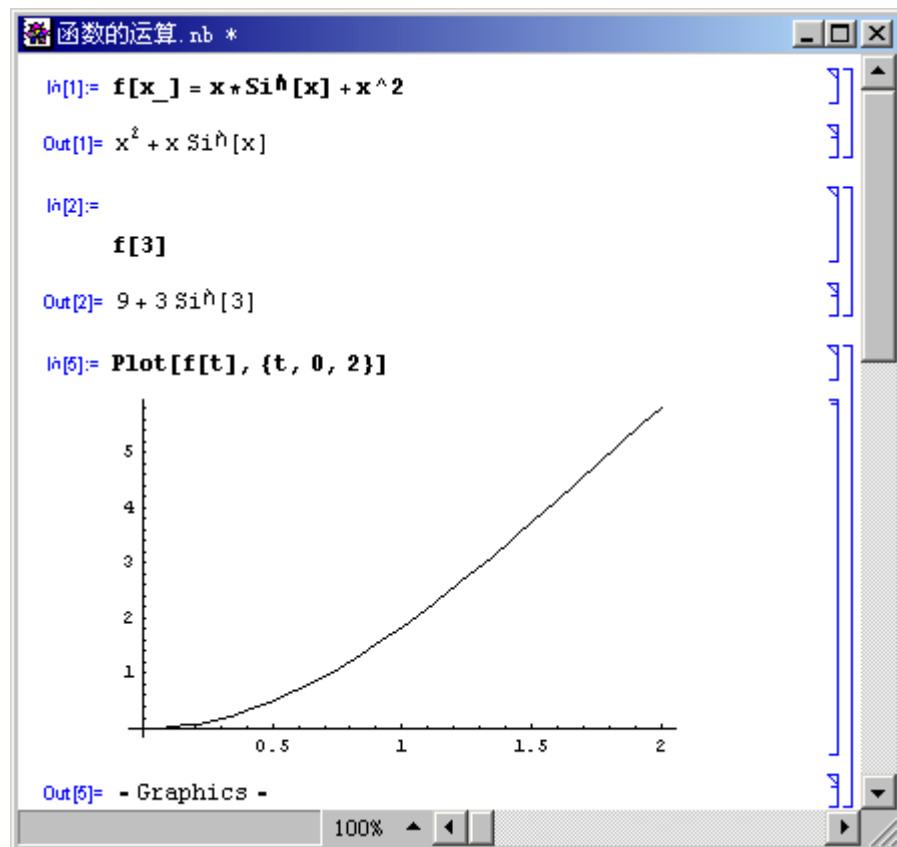 函数的运算.nb *
In[1]:= f[x_] = x*Sin[x] + x^2
Out[1]= x² + x Sin[x]
In[2]:=
f[3]
Out[2]= 9 + 3 Sin[3]
In[5]:= Plot[f[t], {t, 0, 2}]
5
4
3
2
1
0.5 1 1.5 2
Out[5]= - Graphics -
100%